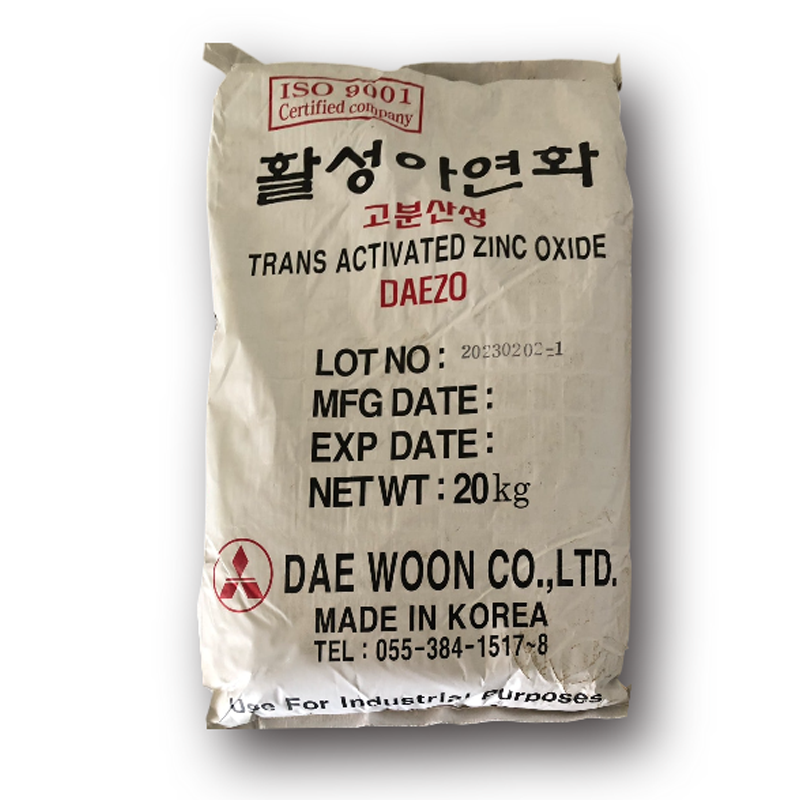 ISO 9001
Certified company
활성아연화
고분산성
TRANS ACTIVATED ZINC OXIDE
DAEZO
LOT NO : 20230202-1
MFG DATE :
EXP DATE :
NET WT : 20kg
DAE WOON CO.,LTD.
MADE IN KOREA
TEL : 055-384-1517~8
Use For Industrial Purposes